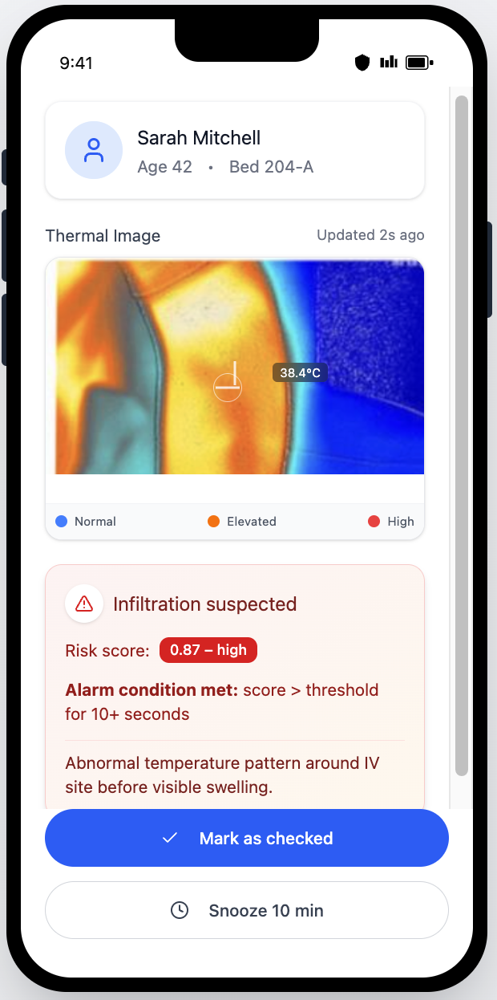 9:41
Sarah Mitchell
Age 42 • Bed 204-A
Thermal Image
Updated 2s ago
38.4°C
Normal
Elevated
High
Infiltration suspected
Risk score: 0.87 – high
Alarm condition met: score > threshold
for 10+ seconds
Abnormal temperature pattern around IV
site before visible swelling.
Mark as checked
Snooze 10 min